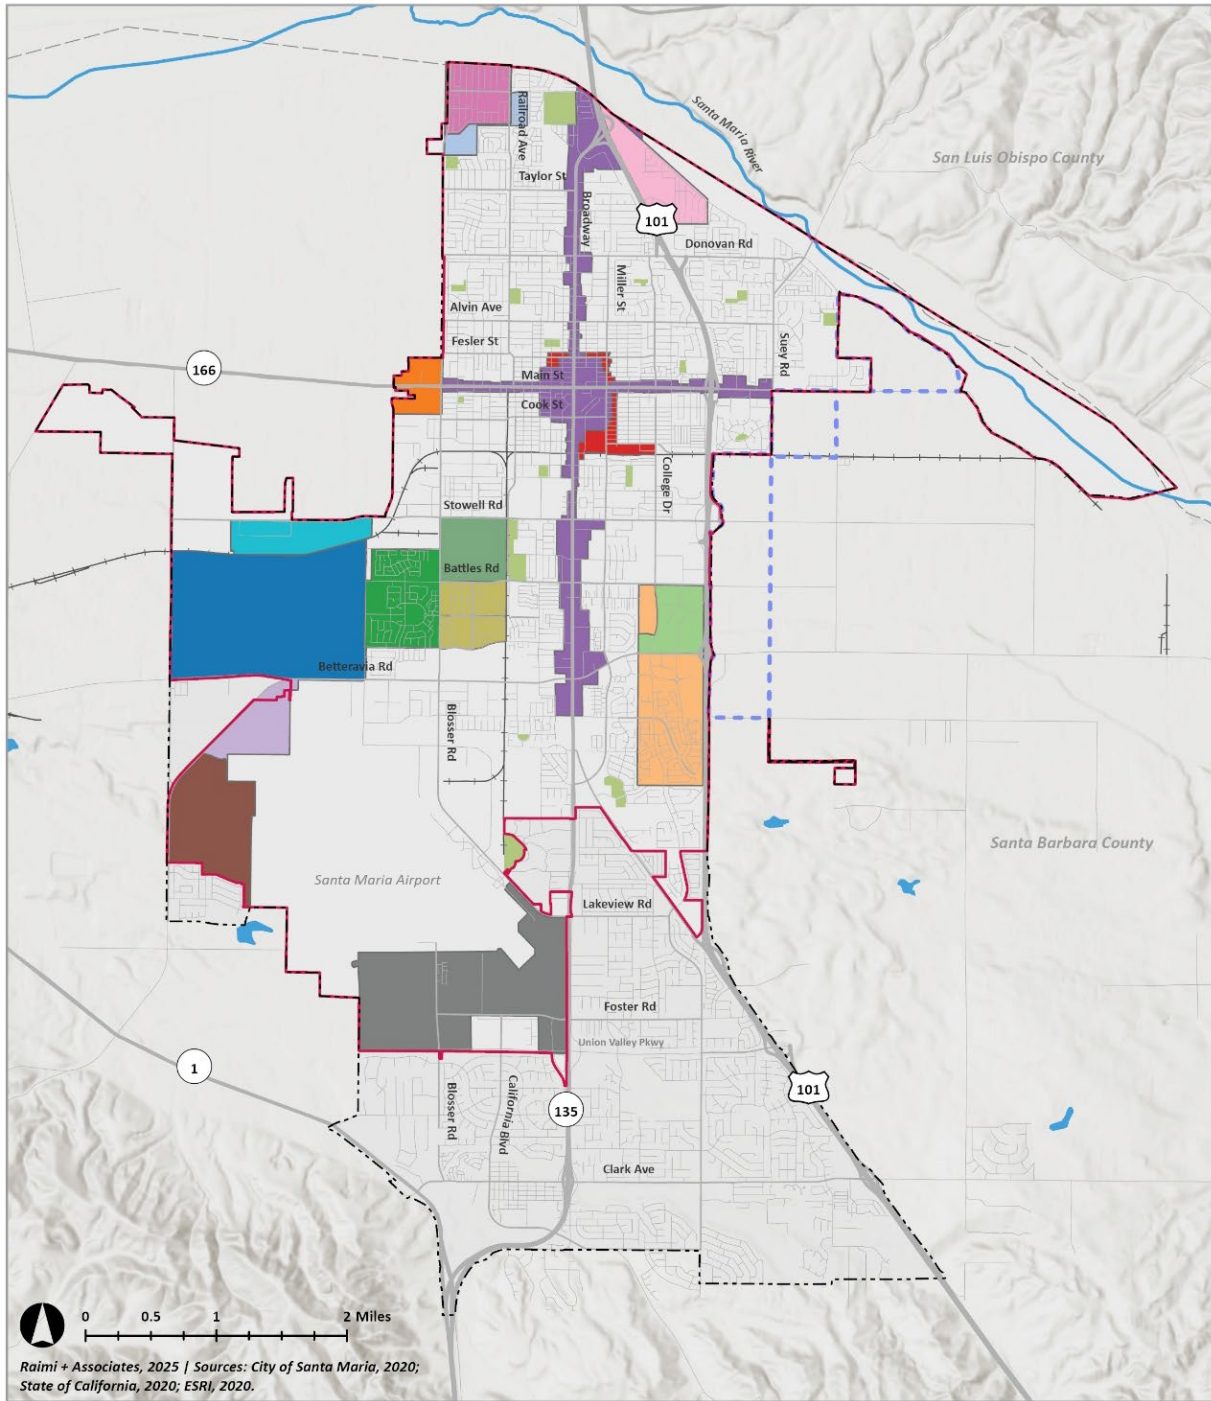 Railroad Ave
Santa Maria River
San Luis Obispo County
Taylor St
Broadway
101
Donovan Rd
Miller St
Alvin Ave
Suey Rd
Fesler St
166
Main St
Cook St
College Dr
Stowell Rd
Battles Rd
Betteravia Rd
Blosser Rd
Santa Barbara County
Santa Maria Airport
Lakeview Rd
Foster Rd
Union Valley Pkwy
1
101
Blosser Rd
California Blvd
135
Clark Ave
0 0.5 1 2 Miles
Raimi + Associates, 2025 | Sources: City of Santa Maria, 2020;
State of California, 2020; ESRI, 2020.